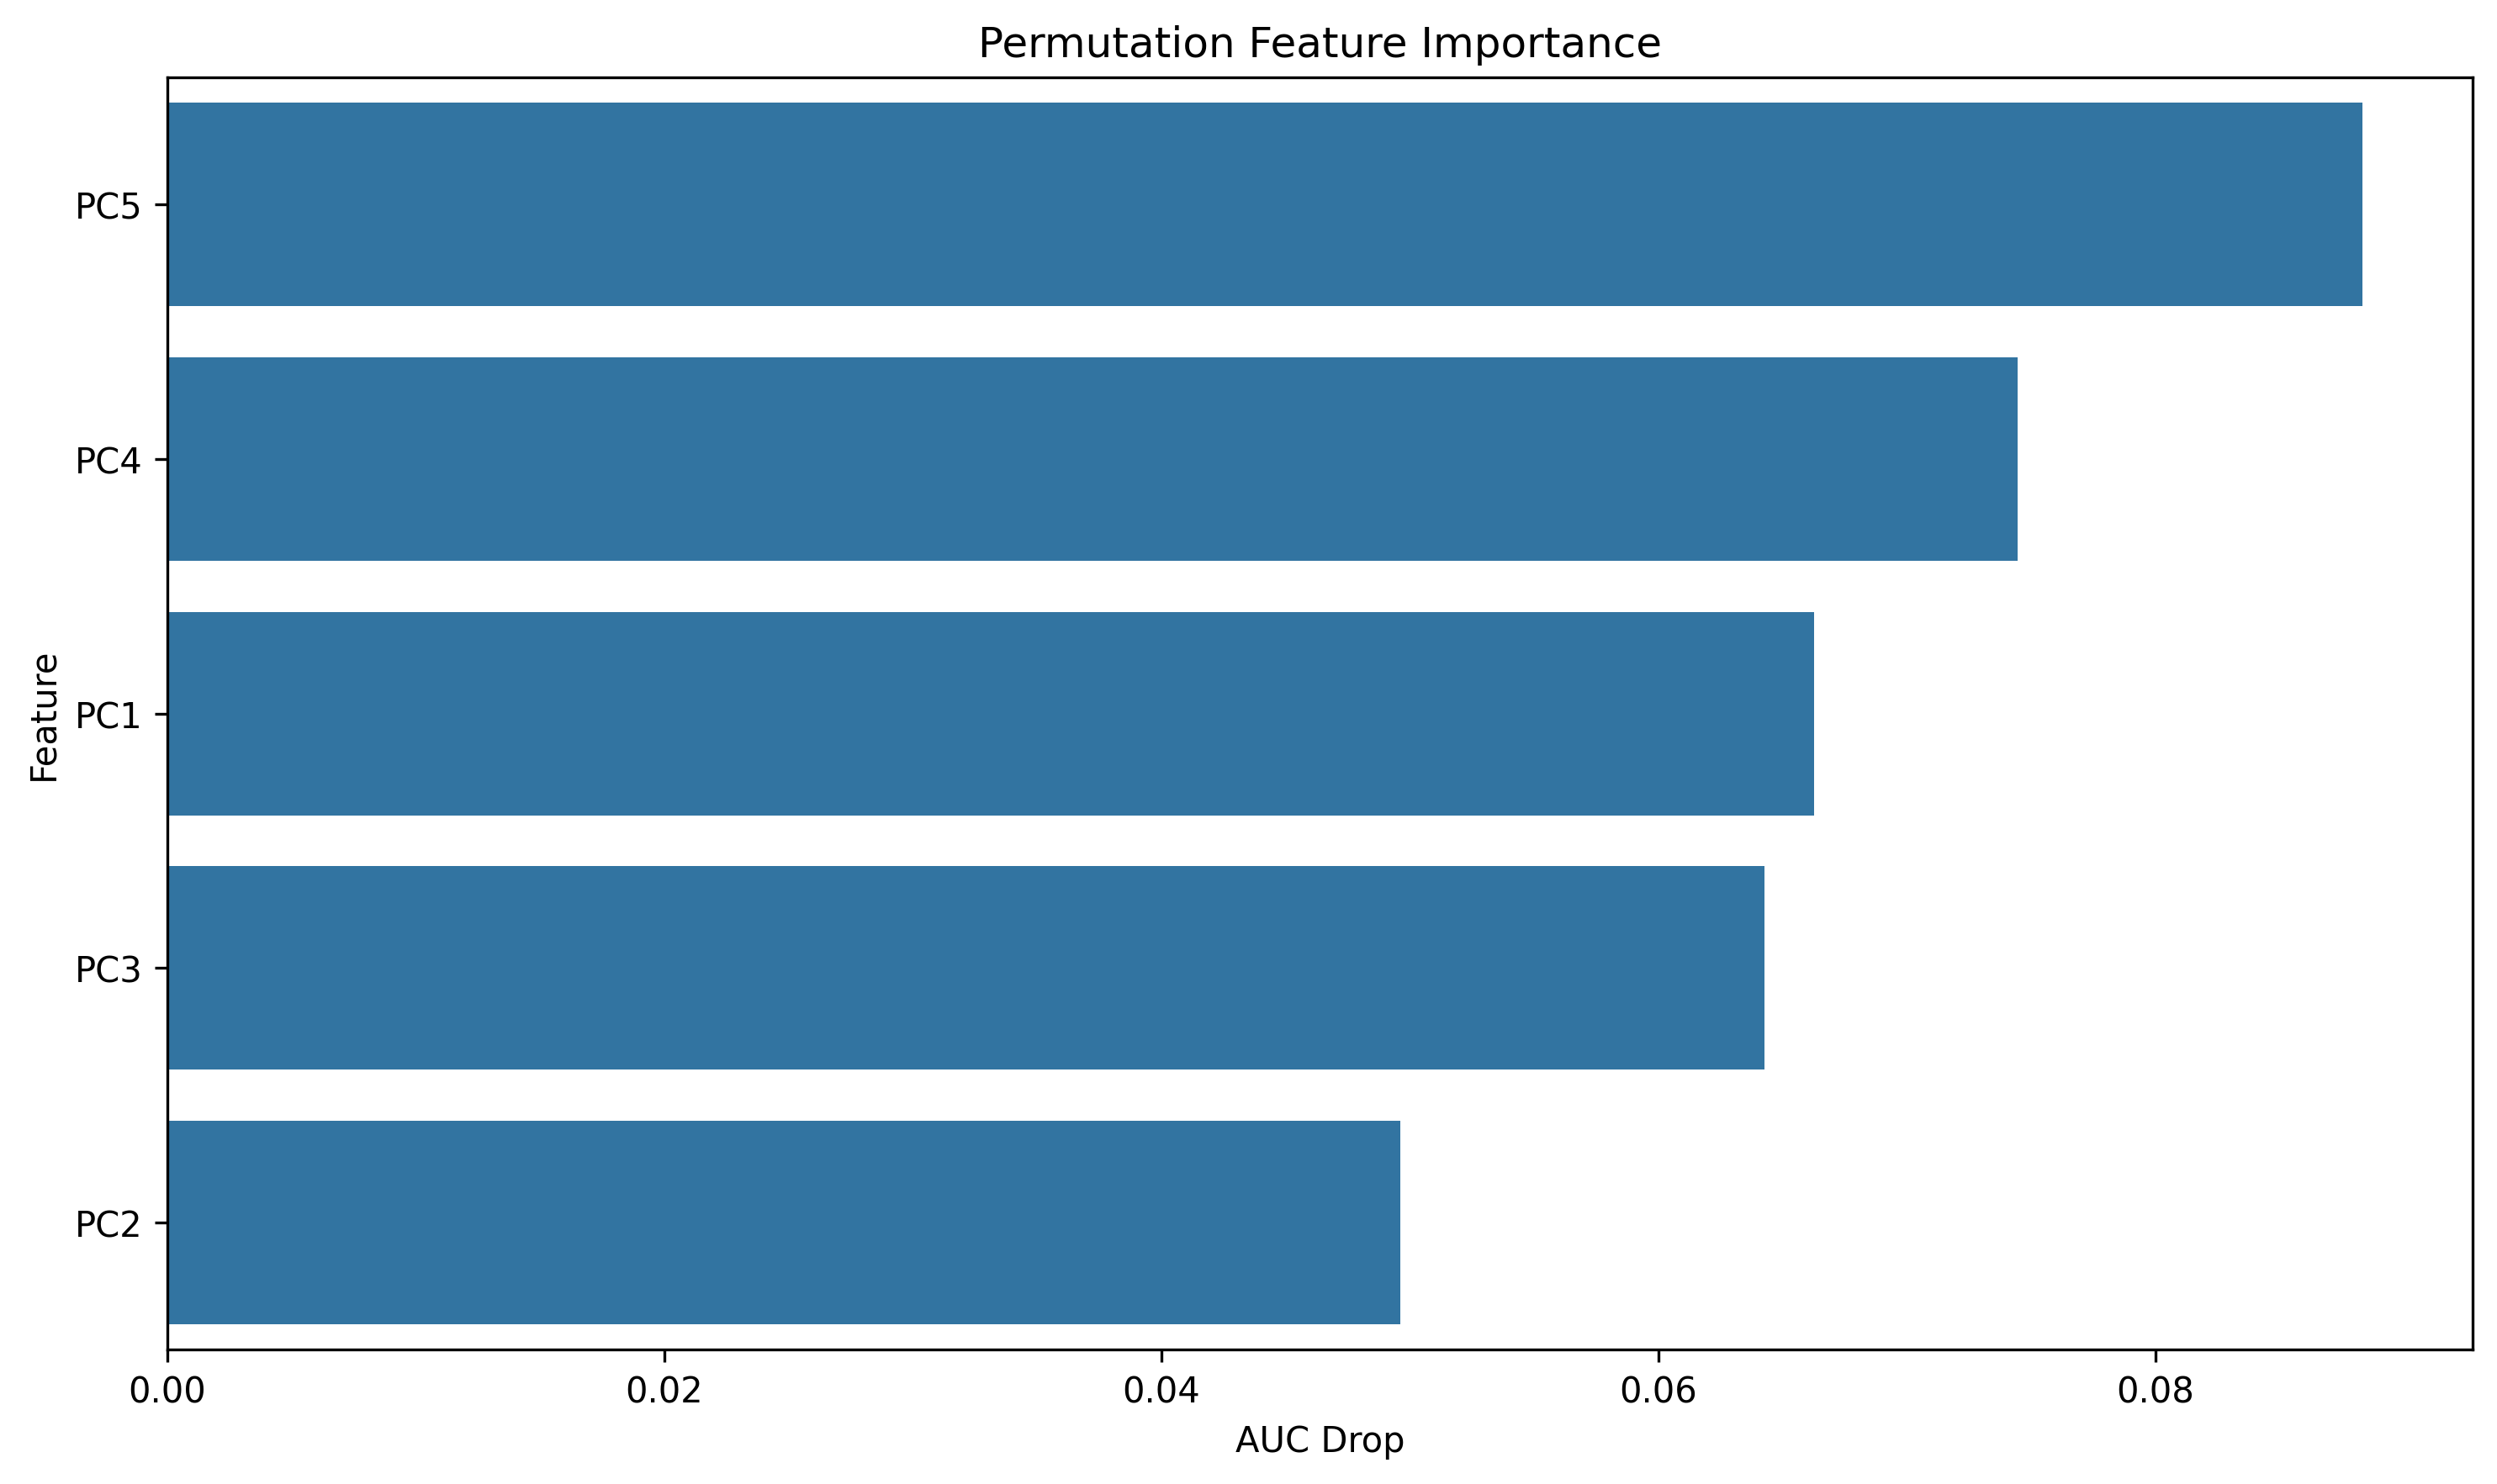 Permutation Feature Importance
PC5
PC4
PC1
PC3
PC2
Feature
0.00
0.02
0.04
0.06
0.08
AUC Drop